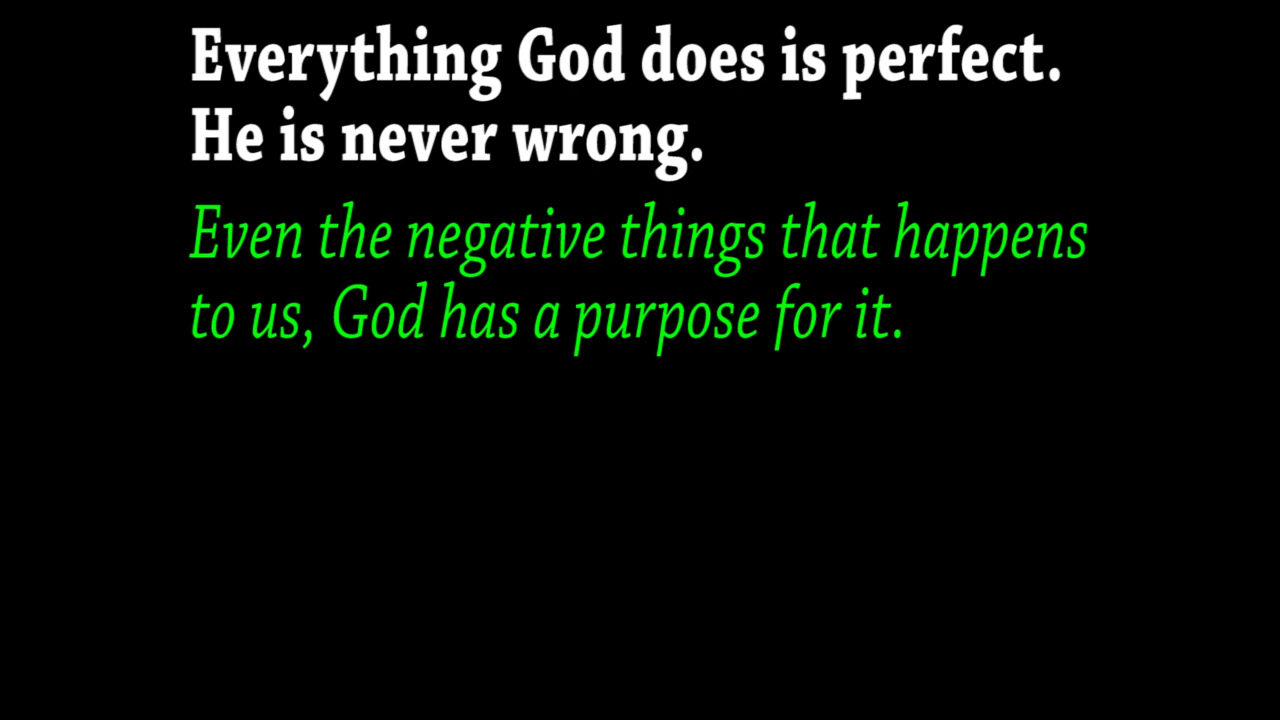 Everything God does is perfect.
He is never wrong.
Even the negative things that happens
to us, God has a purpose for it.